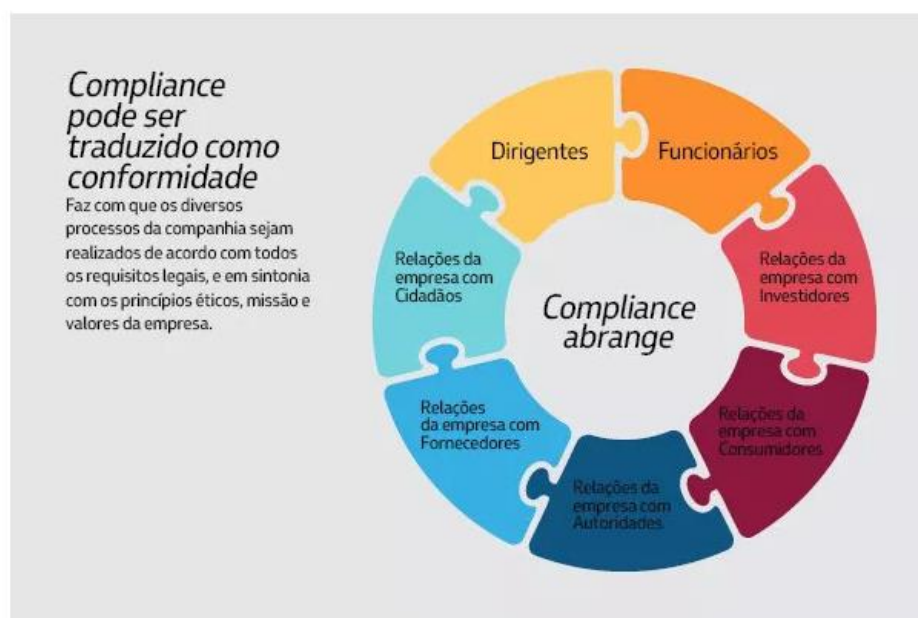 Compliance
pode ser
traduzido como
conformidade
Faz com que os diversos
processos da companhia sejam
realizados de acordo com todos
os requisitos legais, e em sintonia
com os princípios éticos, missão e
valores da empresa.
Dirigentes
Funcionários
Relações da
empresa com
Investidores
Relações da
empresa com
Consumidores
Relações da
empresa com
Autoridades
Relações
da empresa com
Fornecedores
Relações da
empresa com
Cidadãos
Compliance
abrange